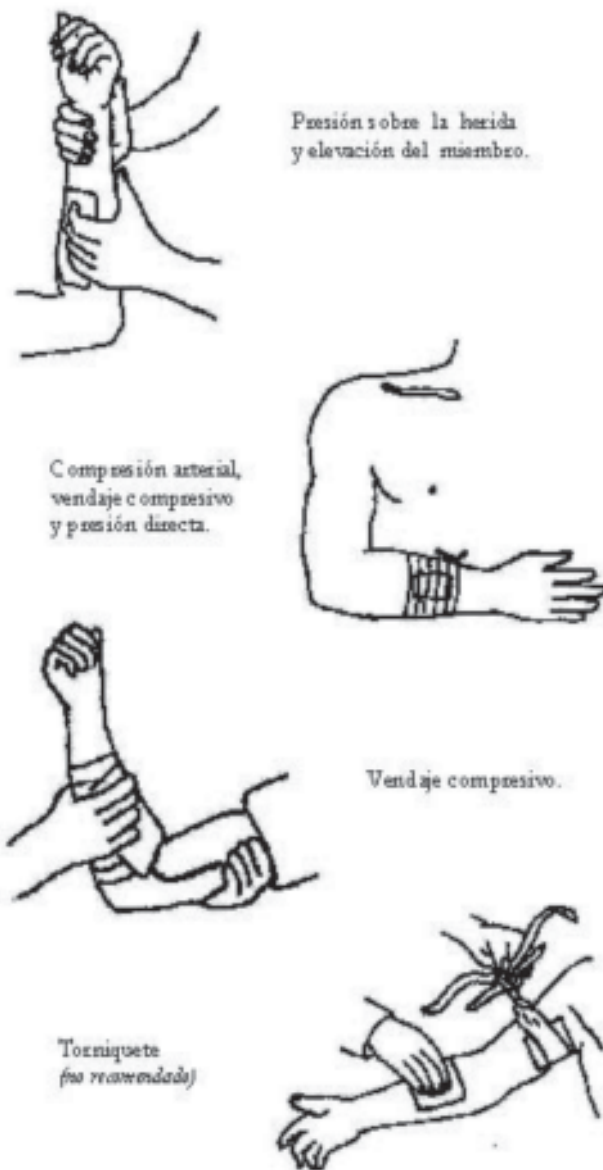 Presión sobre la herida
y elevación del miembro.
Compresión arterial,
vendaje compresivo
y presión directa.
Vendaje compresivo.
Torniquete
(no recomendado)